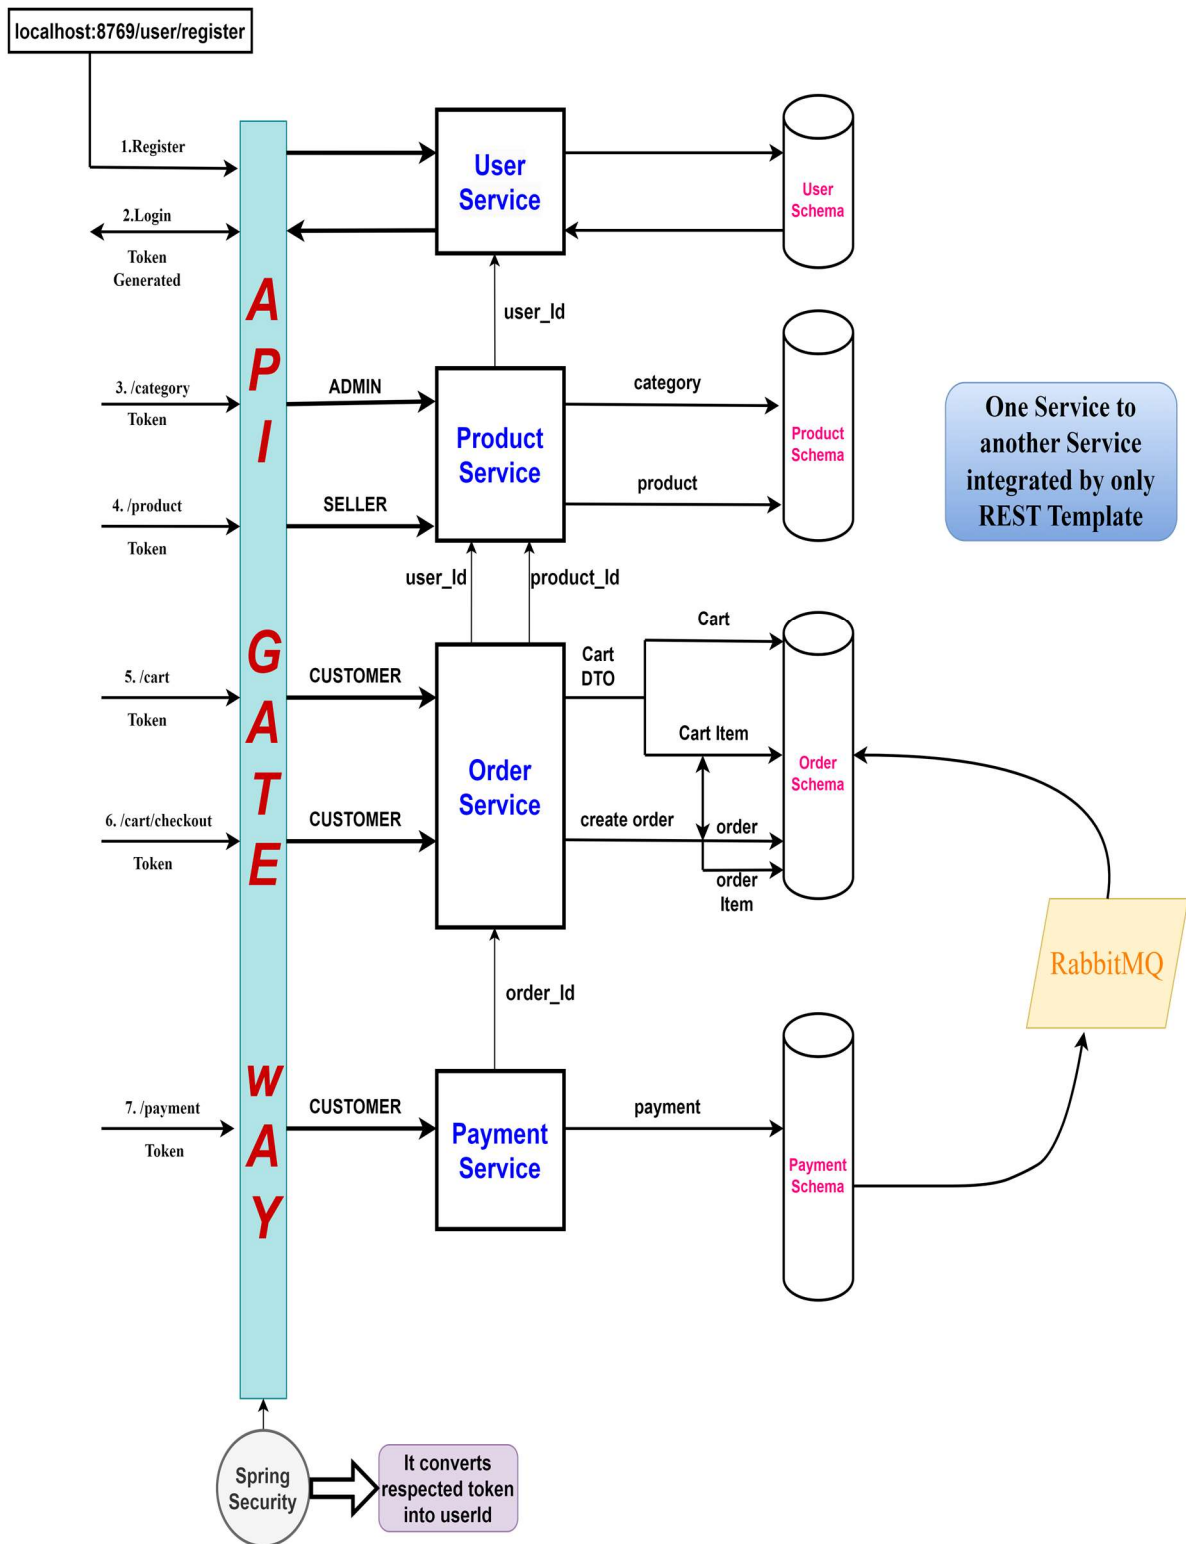 localhost:8769/user/register
1.Register
2.Login
Token
Generated
User
Service
User
Schema
user_Id
3. /category
Token
ADMIN
category
4. /product
Token
SELLER
Product
Service
product
Product
Schema
One Service to
another Service
integrated by only
REST Template
user_Id
product_Id
5. /cart
Token
CUSTOMER
Cart
DTO
Cart
Cart Item
Order
Service
Order
Schema
6. /cart/checkout
Token
CUSTOMER
create order
order
order
Item
RabbitMQ
order_Id
7. /payment
Token
CUSTOMER
Payment
Service
payment
Payment
Schema
A
P
I
G
A
T
E
w
A
Y
Spring
Security
It converts
respected token
into userId